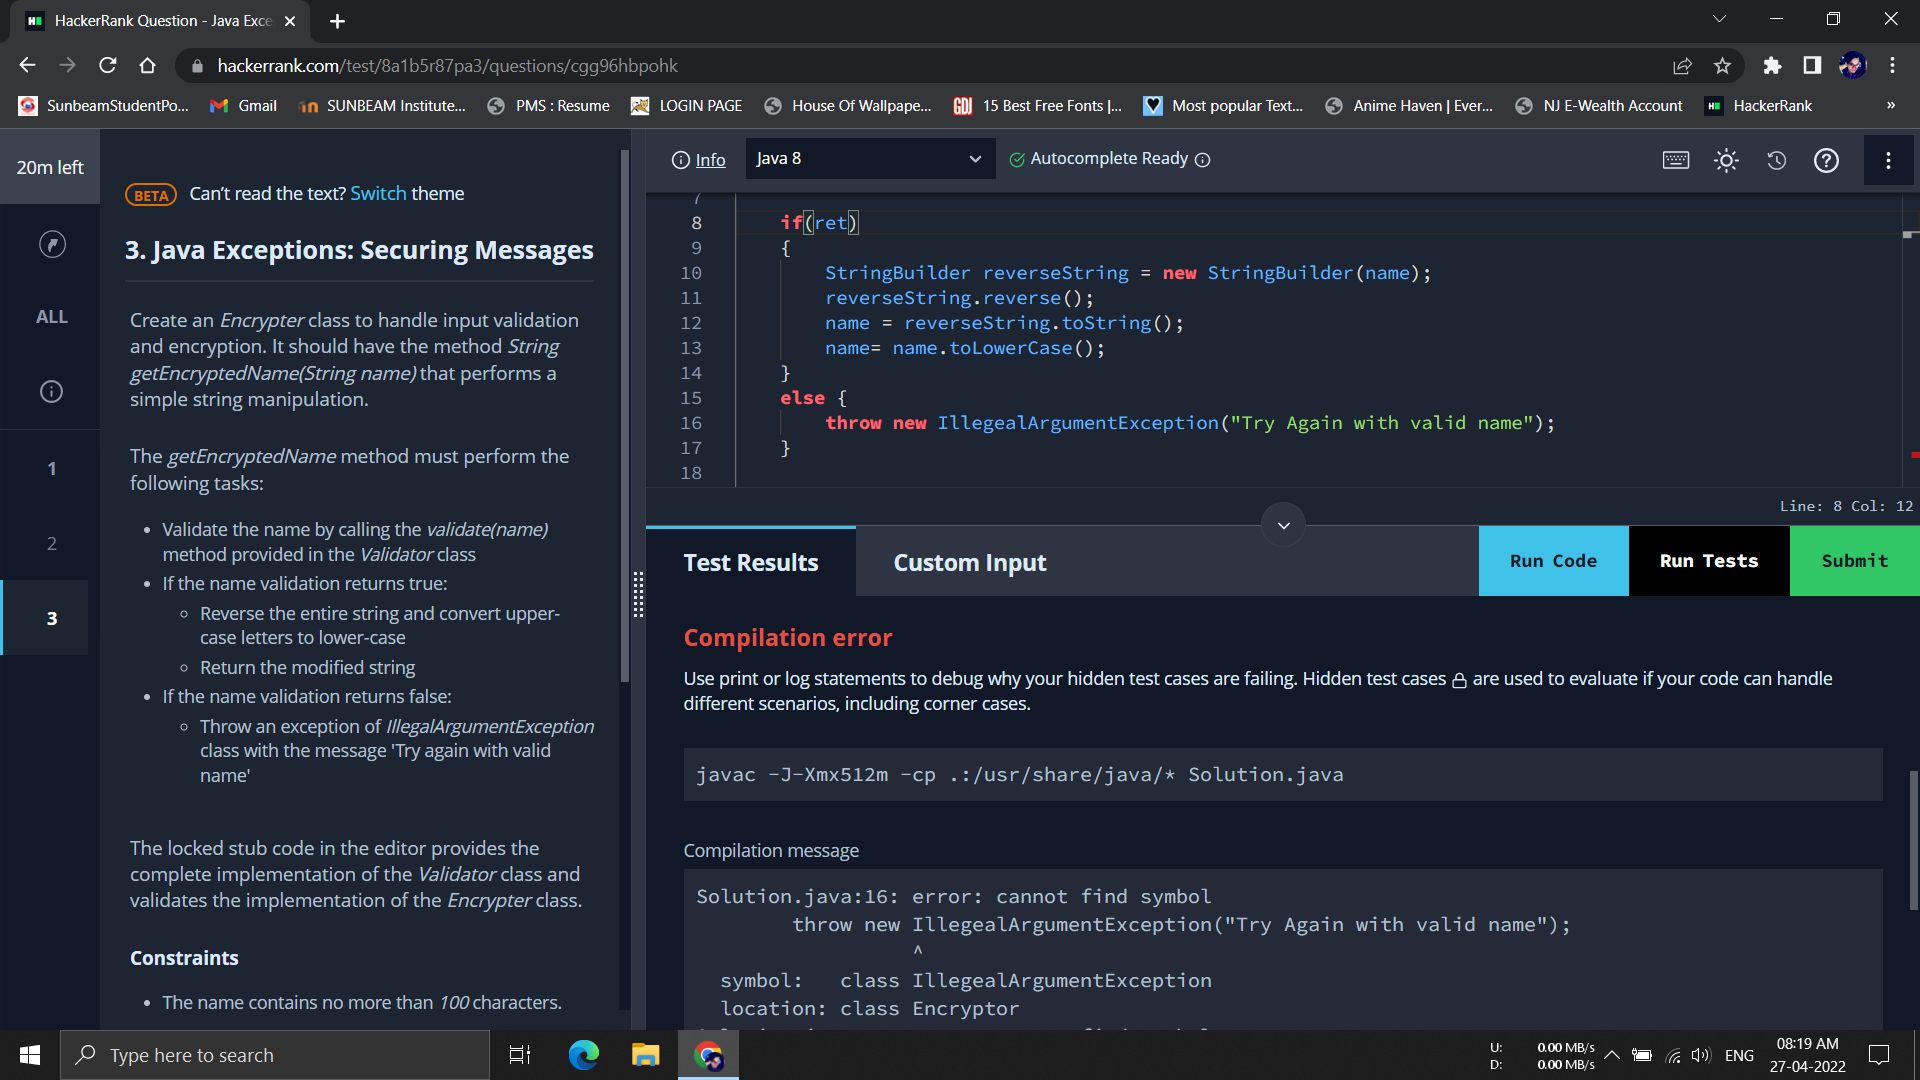 HackerRank Question - Java Exce
hackerrank.com/test/8a1b5r87pa3/questions/cgg96hbpohk
SunbeamStudentPo...
Gmail
SUNBEAM Institute...
PMS : Resume
LOGIN PAGE
House Of Wallpape...
15 Best Free Fonts |...
Most popular Text...
Anime Haven | Ever...
NJ E-Wealth Account
HackerRank
»
20m left
ALL
1
2
3
BETA Can't read the text? Switch theme
3. Java Exceptions: Securing Messages
Create an Encrypter class to handle input validation
and encryption. It should have the method String
getEncryptedName(String name) that performs a
simple string manipulation.
The getEncryptedName method must perform the
following tasks:
• Validate the name by calling the validate(name)
method provided in the Validator class
• If the name validation returns true:
◦ Reverse the entire string and convert upper-
case letters to lower-case
◦ Return the modified string
• If the name validation returns false:
◦ Throw an exception of IllegalArgumentException
class with the message 'Try again with valid
name'
The locked stub code in the editor provides the
complete implementation of the Validator class and
validates the implementation of the Encrypter class.
Constraints
• The name contains no more than 100 characters.
Info
Java 8
Autocomplete Ready
7
8 if(ret)
9 {
10 StringBuilder reverseString = new StringBuilder(name);
11 reverseString.reverse();
12 name = reverseString.toString();
13 name= name.toLowerCase();
14 }
15 else {
16 throw new IllegealArgumentException("Try Again with valid name");
17 }
18
Line: 8 Col: 12
Test Results
Custom Input
Run Code
Run Tests
Submit
Compilation error
Use print or log statements to debug why your hidden test cases are failing. Hidden test cases are used to evaluate if your code can handle
different scenarios, including corner cases.
javac -J-Xmx512m -cp .:/usr/share/java/* Solution.java
Compilation message
Solution.java:16: error: cannot find symbol
throw new IllegealArgumentException("Try Again with valid name");
^
symbol: class IllegealArgumentException
location: class Encryptor
Type here to search
U: 0.00 MB/s
D: 0.00 MB/s
ENG
08:19 AM
27-04-2022